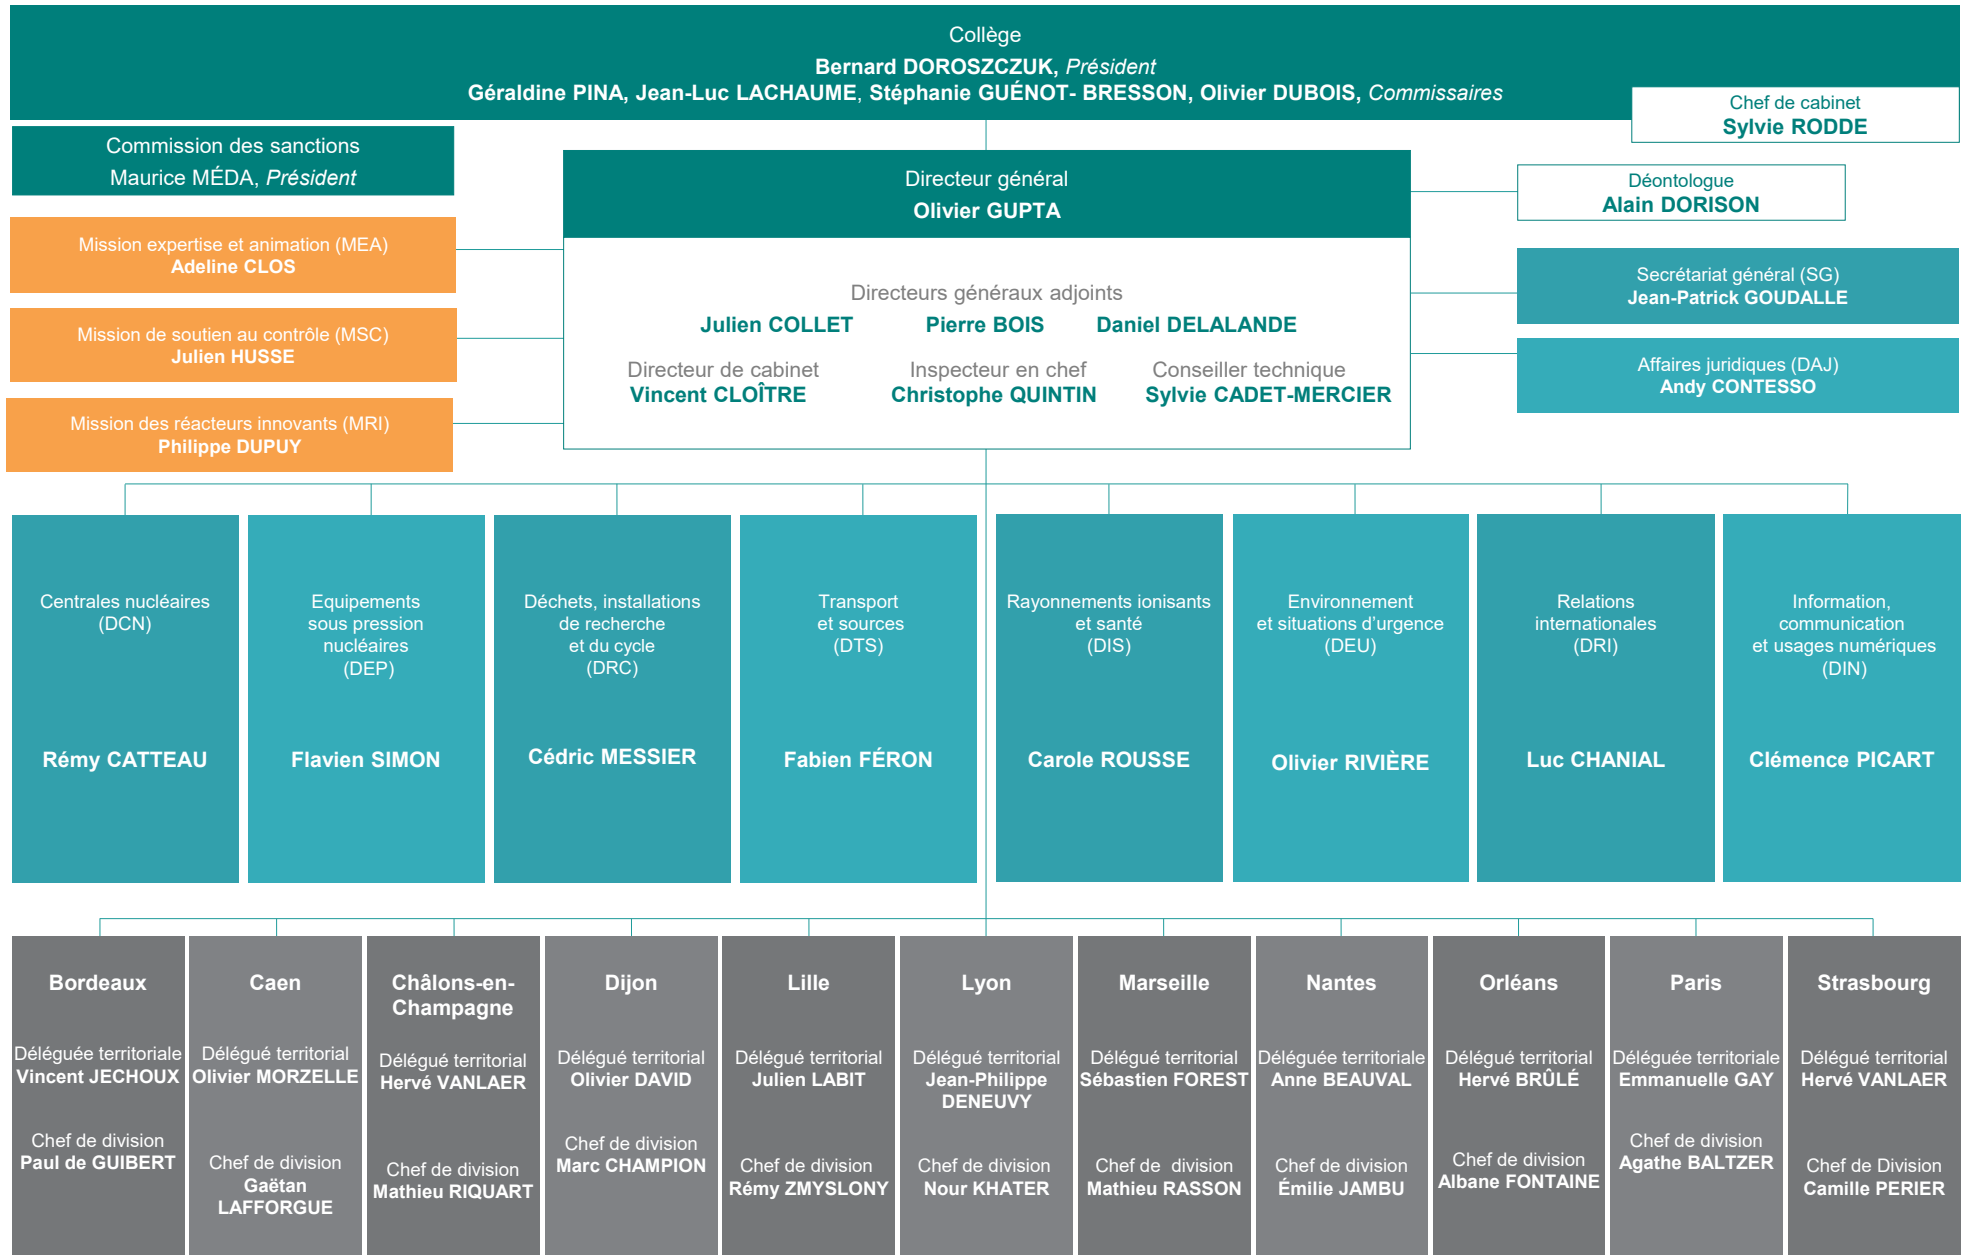 Collège
Bernard DOROSZCZUK, Président
Géraldine PINA, Jean-Luc LACHAUME, Stéphanie GUÉNOT- BRESSON, Olivier DUBOIS, Commissaires
Chef de cabinet
Sylvie RODDE
Commission des sanctions
Maurice MÉDA, Président
Directeur général
Olivier GUPTA
Déontologue
Alain DORISON
Mission expertise et animation (MEA)
Adeline CLOS
Mission de soutien au contrôle (MSC)
Julien HUSSE
Mission des réacteurs innovants (MRI)
Philippe DUPUY
Directeurs généraux adjoints
Julien COLLET Pierre BOIS Daniel DELALANDE
Directeur de cabinet Inspecteur en chef Conseiller technique
Vincent CLOÎTRE Christophe QUINTIN Sylvie CADET-MERCIER
Secrétariat général (SG)
Jean-Patrick GOUDALLE
Affaires juridiques (DAJ)
Andy CONTESSO
Centrales nucléaires
(DCN)
Rémy CATTEAU
Equipements
sous pression
nucléaires
(DEP)
Flavien SIMON
Déchets, installations
de recherche
et du cycle
(DRC)
Cédric MESSIER
Transport
et sources
(DTS)
Fabien FÉRON
Rayonnements ionisants
et santé
(DIS)
Carole ROUSSE
Environnement
et situations d'urgence
(DEU)
Olivier RIVIÈRE
Relations
internationales
(DRI)
Luc CHANIAL
Information,
communication
et usages numériques
(DIN)
Clémence PICART
Bordeaux
Déléguée territoriale
Vincent JECHOUX
Chef de division
Paul de GUIBERT
Caen
Délégué territorial
Olivier MORZELLE
Chef de division
Gaëtan
LAFFORGUE
Châlons-en-
Champagne
Délégué territorial
Hervé VANLAER
Chef de division
Mathieu RIQUART
Dijon
Délégué territorial
Olivier DAVID
Chef de division
Marc CHAMPION
Lille
Délégué territorial
Julien LABIT
Chef de division
Rémy ZMYSLONY
Lyon
Délégué territorial
Jean-Philippe
DENEUVY
Chef de division
Nour KHATER
Marseille
Délégué territorial
Sébastien FOREST
Chef de division
Mathieu RASSON
Nantes
Déléguée territoriale
Anne BEAUVAL
Chef de division
Émilie JAMBU
Orléans
Délégué territorial
Hervé BRÛLÉ
Chef de division
Albane FONTAINE
Paris
Déléguée territoriale
Emmanuelle GAY
Chef de division
Agathe BALTZER
Strasbourg
Délégué territorial
Hervé VANLAER
Chef de Division
Camille PERIER